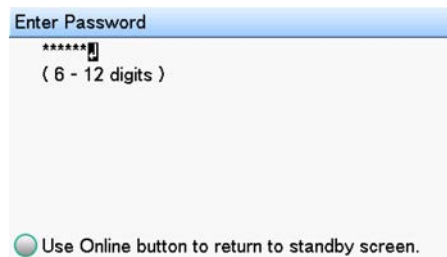 Enter Password
******↵
( 6 - 12 digits )
Use Online button to return to standby screen.